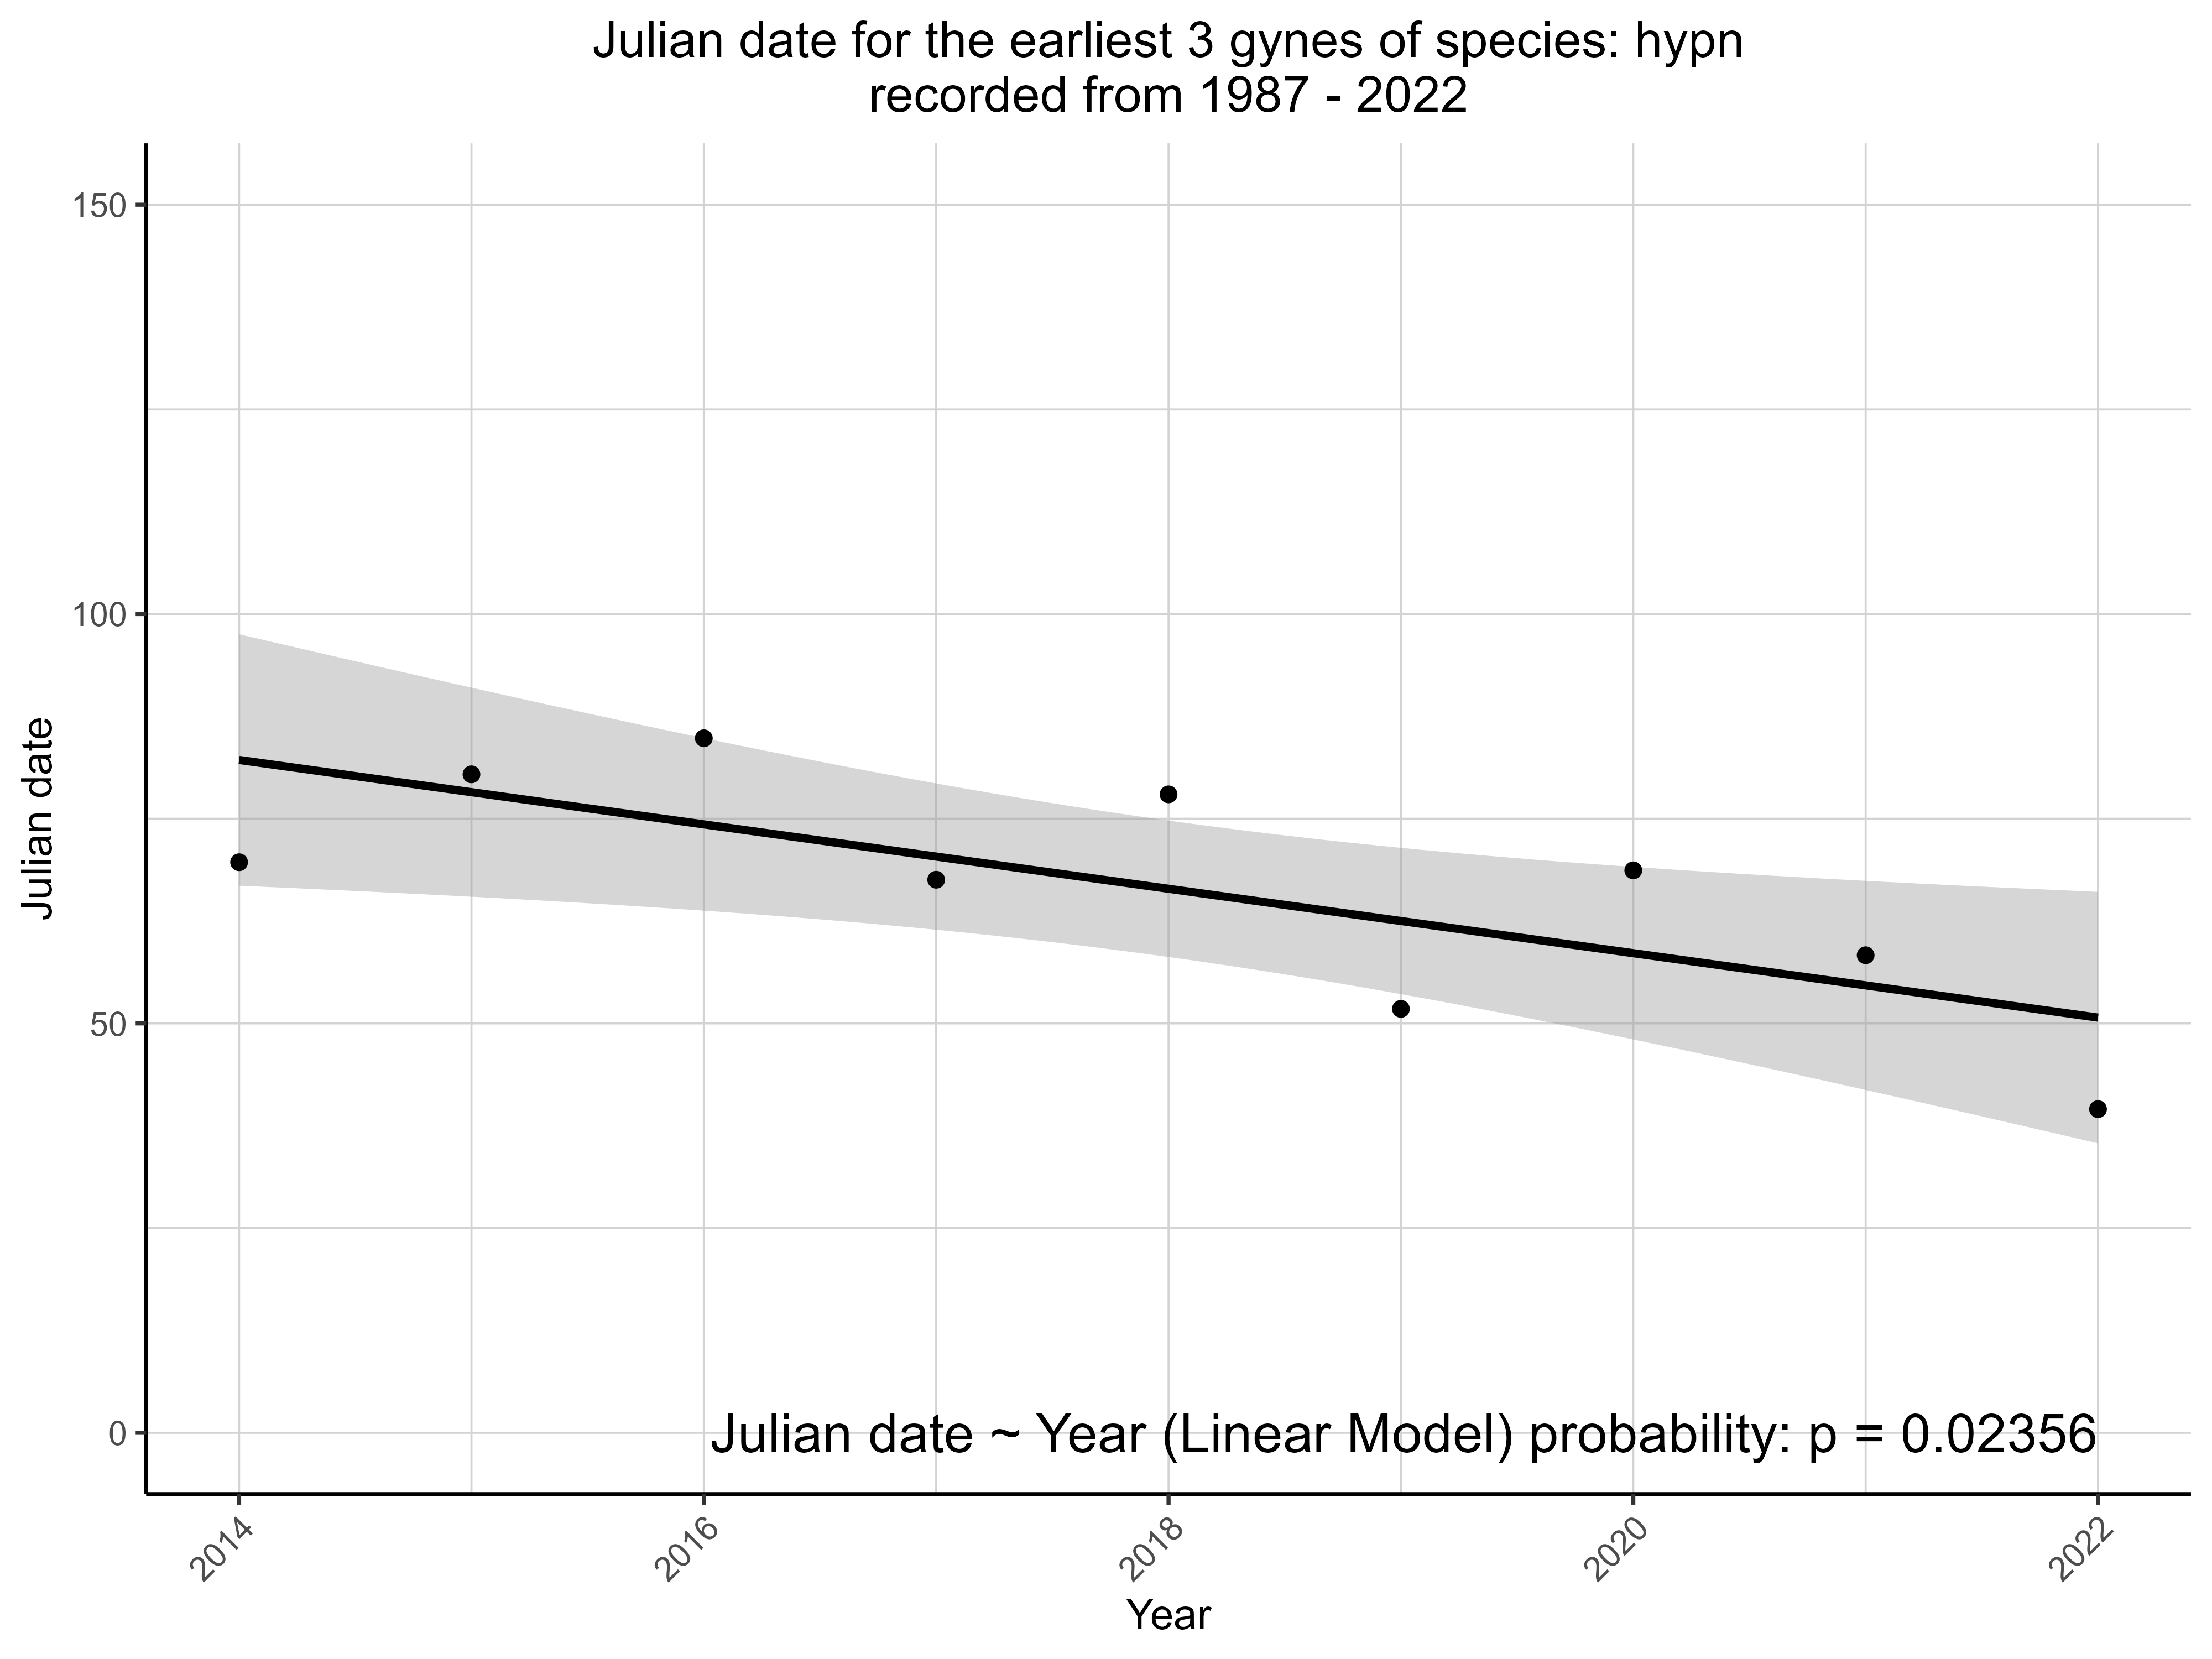 Julian date for the earliest 3 gynes of species: hypn
recorded from 1987 - 2022
150
100
50
0
Julian date
Julian date ~ Year (Linear Model) probability: p = 0.02356
2014
2016
2018
2020
2022
Year